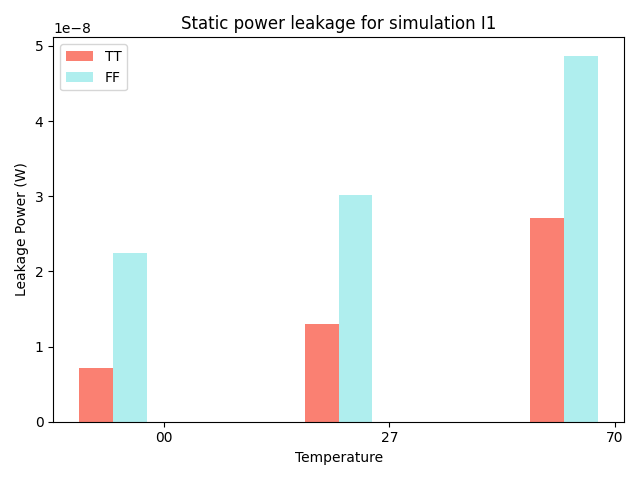 Static power leakage for simulation I1
1e−8
TT
FF
5
4
3
2
1
0
Leakage Power (W)
00
27
70
Temperature